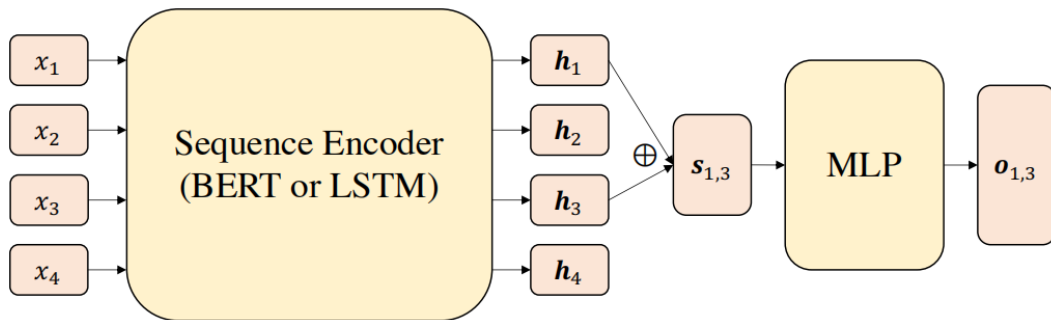 x₁
x₂
x₃
x₄
Sequence Encoder
(BERT or LSTM)
h₁
h₂
h₃
h₄
⊕
s₁,₃
MLP
o₁,₃